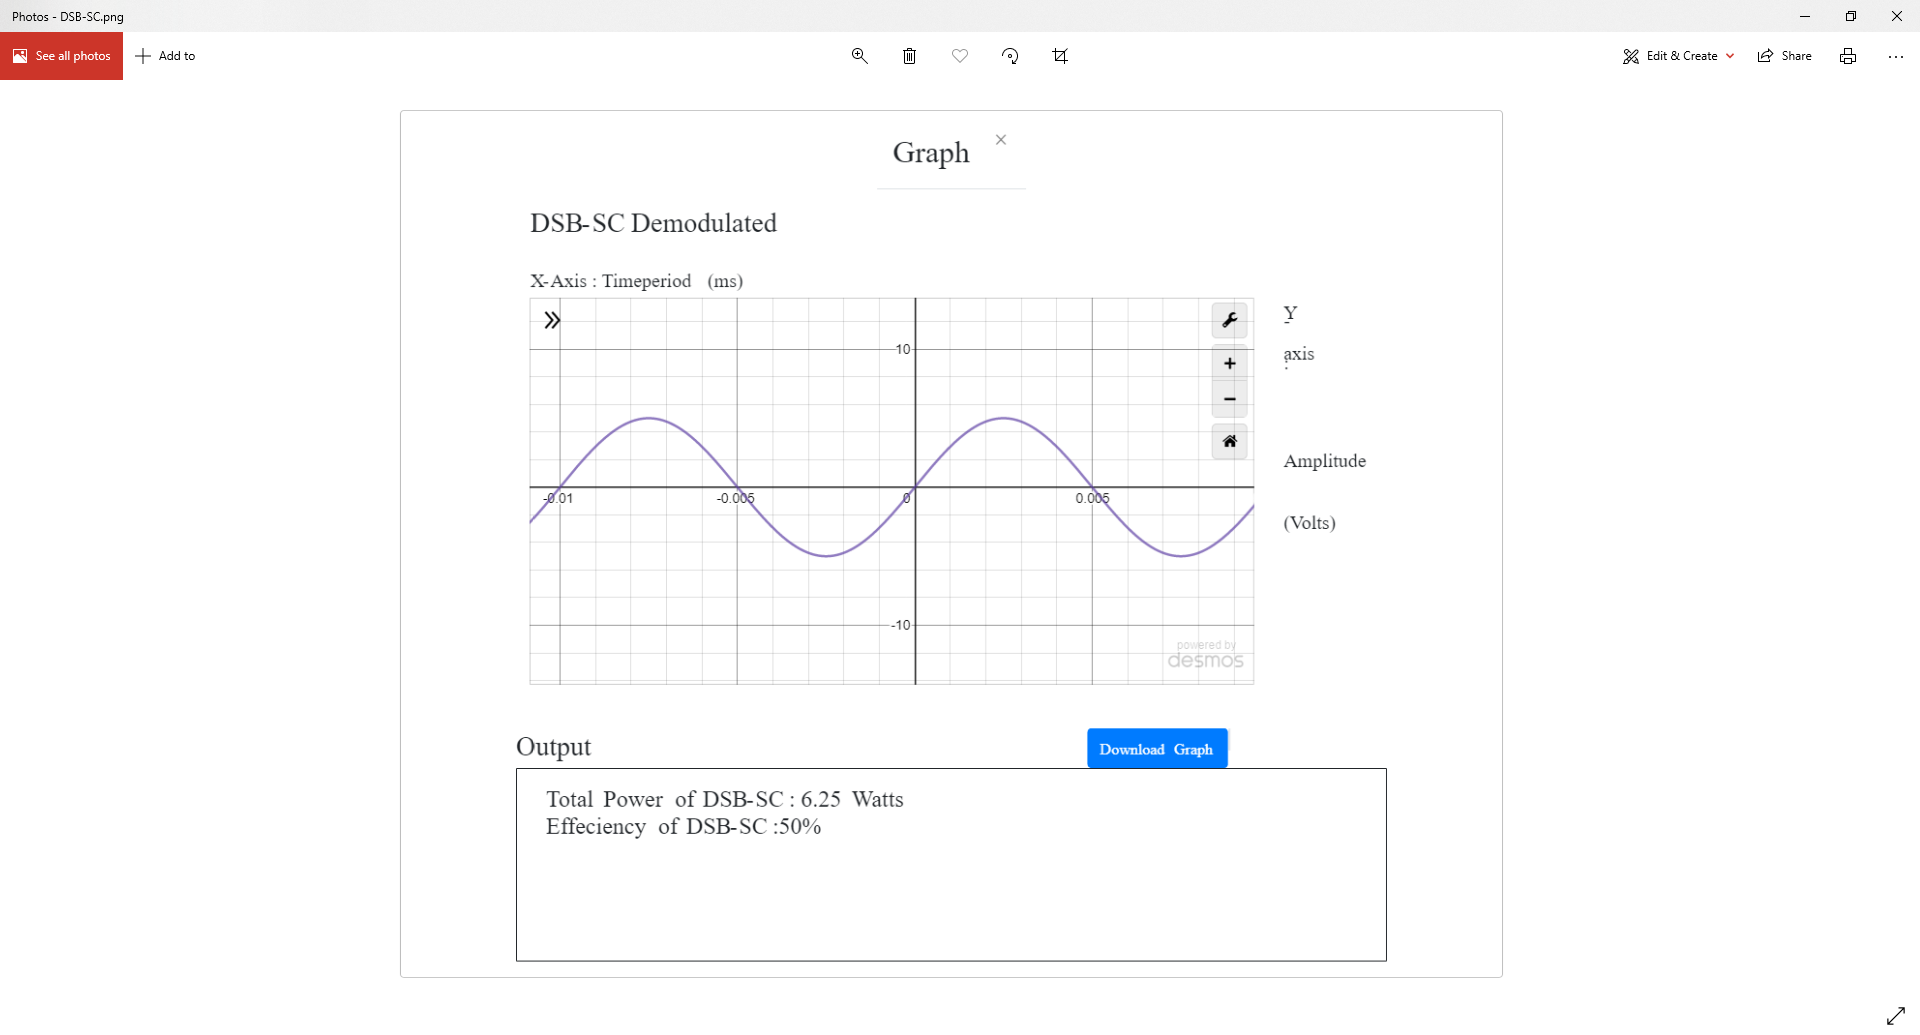 Photos - DSB-SC.png
See all photos
Add to
Edit & Create
Share
Graph
DSB-SC Demodulated
X-Axis : Timeperiod (ms)
Y
-
axis
:
Amplitude
(Volts)
10
-0.01 -0.005 0 0.005
-10
powered by
desmos
Output
Download Graph
Total Power of DSB-SC : 6.25 Watts
Effeciency of DSB-SC :50%